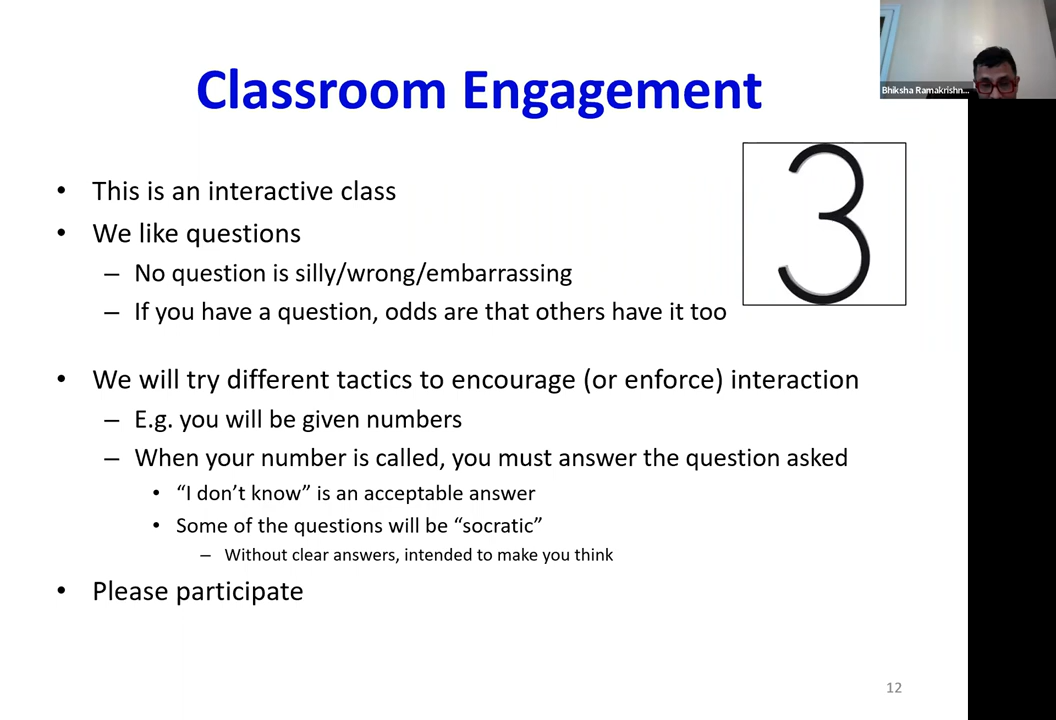 Classroom Engagement
Bhiksha Ramakrishn...
• This is an interactive class
• We like questions
– No question is silly/wrong/embarrassing
– If you have a question, odds are that others have it too
3
• We will try different tactics to encourage (or enforce) interaction
– E.g. you will be given numbers
– When your number is called, you must answer the question asked
• “I don’t know” is an acceptable answer
• Some of the questions will be “socratic”
– Without clear answers, intended to make you think
• Please participate
12